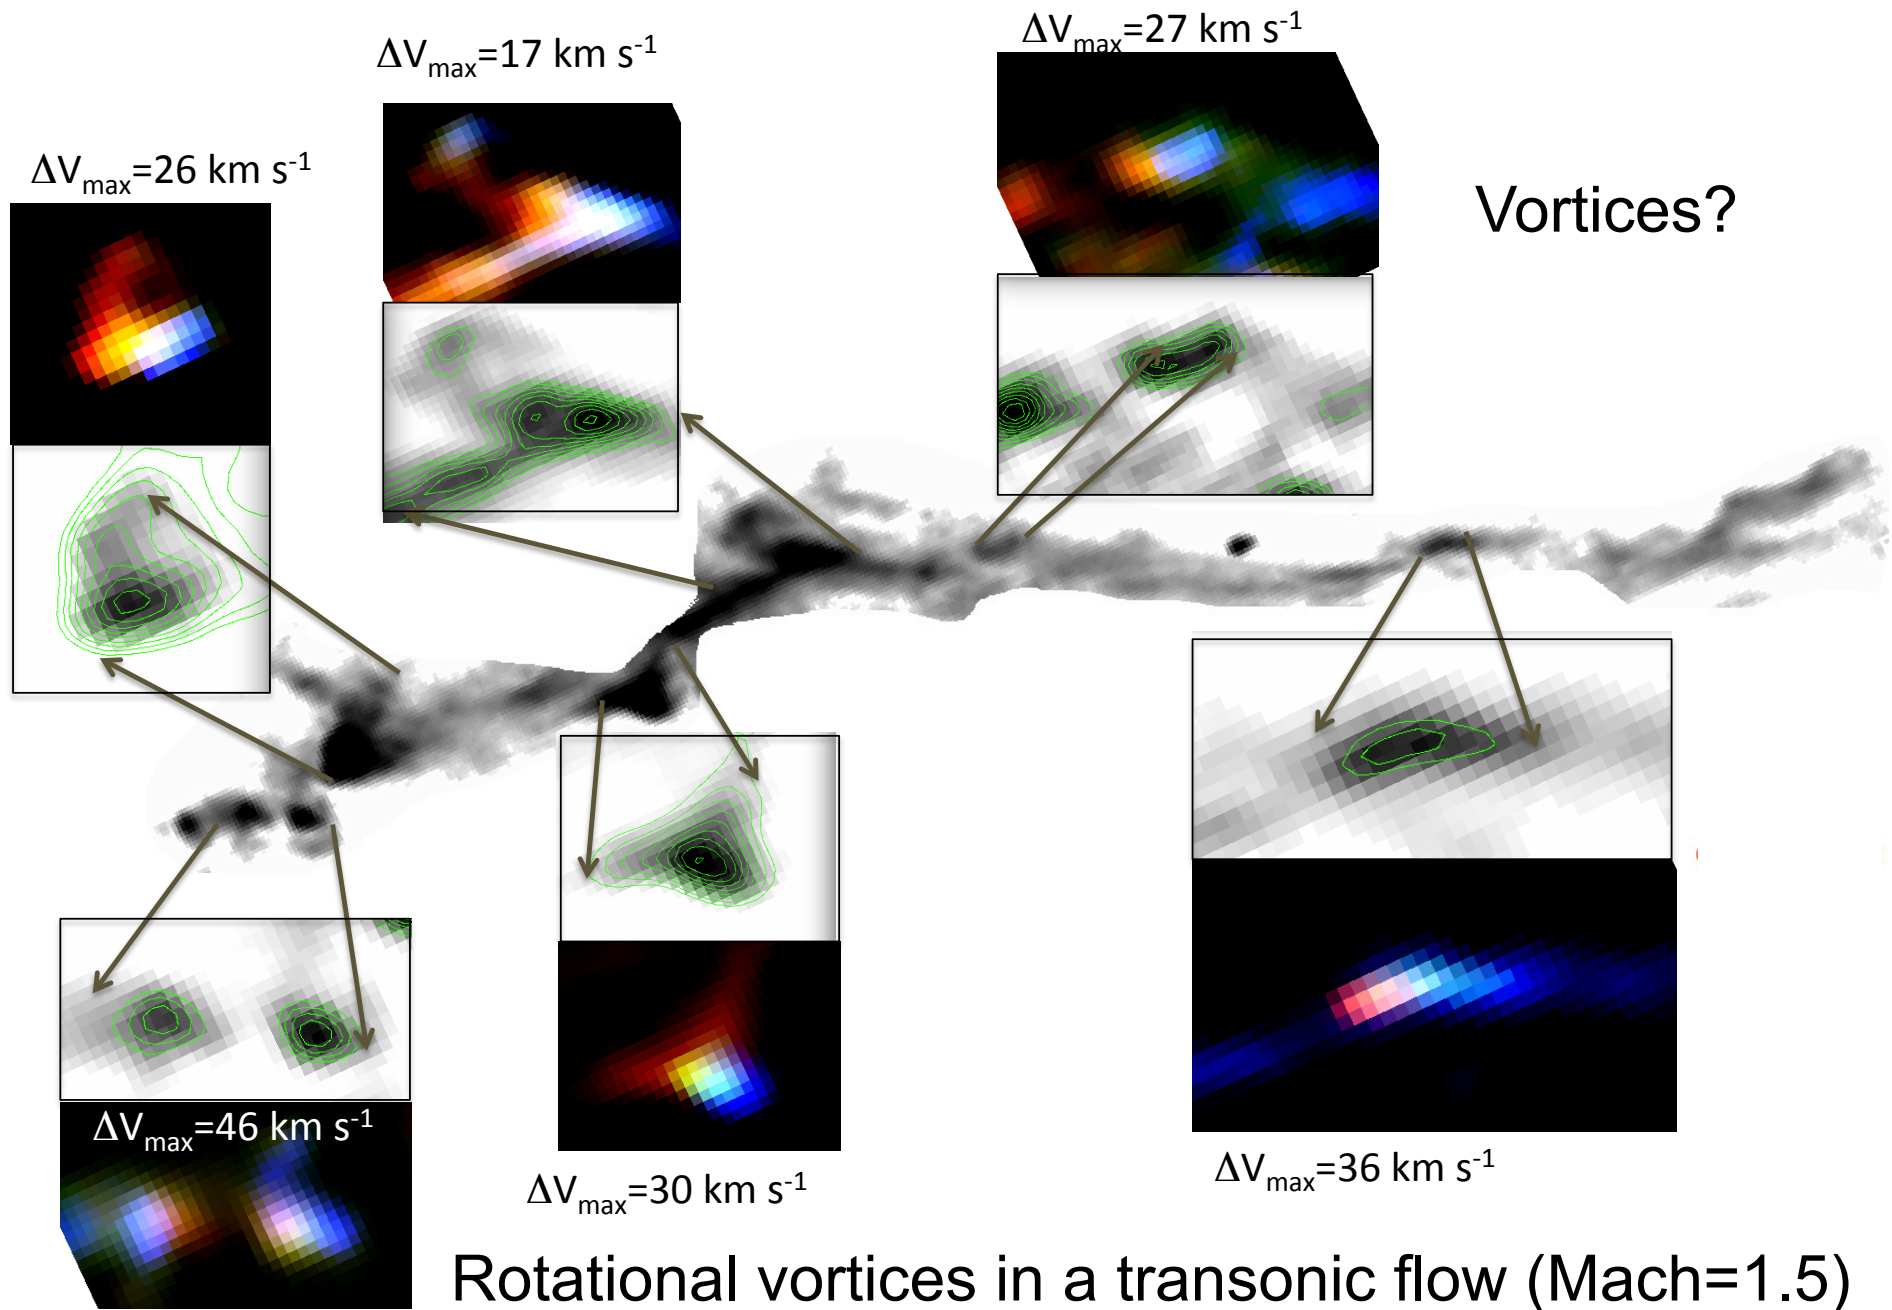 ΔVmax=17 km s-1
ΔVmax=27 km s-1
ΔVmax=26 km s-1
Vortices?
ΔVmax=46 km s-1
ΔVmax=30 km s-1
ΔVmax=36 km s-1
Rotational vortices in a transonic flow (Mach=1.5)